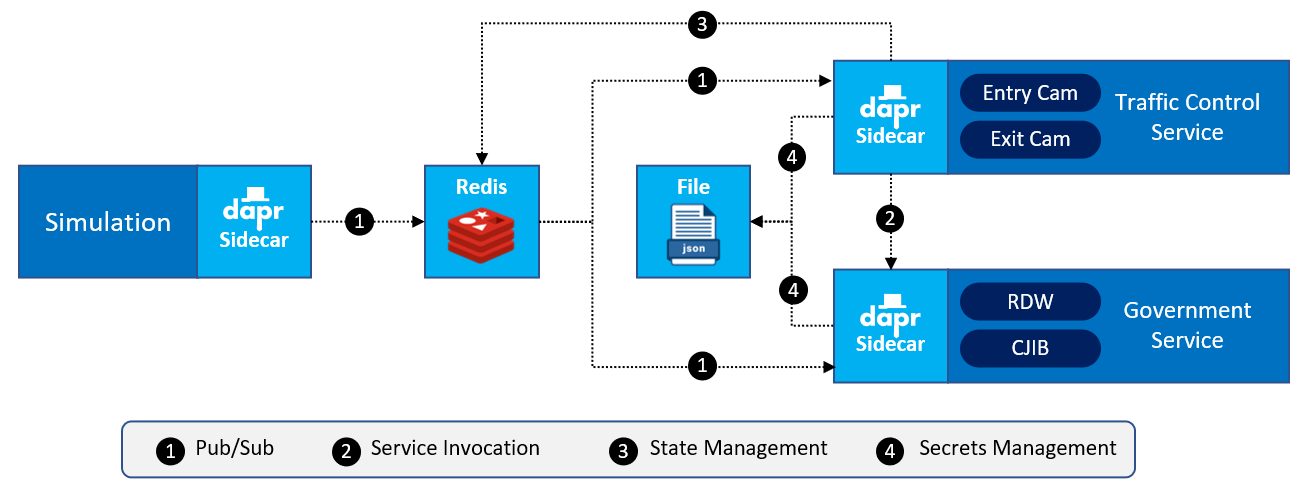 3
1
Entry Cam
Exit Cam
dapr
Sidecar
Traffic Control
Service
4
Simulation
dapr
Sidecar
1
Redis
File
json
2
4
RDW
CJIB
dapr
Sidecar
Government
Service
1
1 Pub/Sub
2 Service Invocation
3 State Management
4 Secrets Management